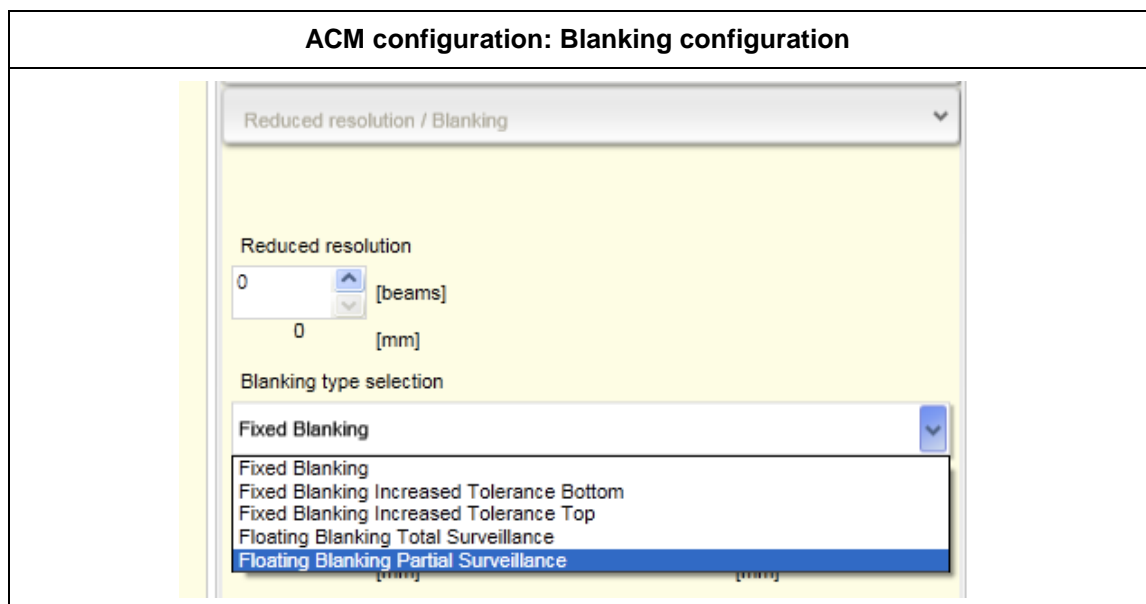 ACM configuration: Blanking configuration
Reduced resolution / Blanking
Reduced resolution
0
[beams]
0
[mm]
Blanking type selection
Fixed Blanking
Fixed Blanking
Fixed Blanking Increased Tolerance Bottom
Fixed Blanking Increased Tolerance Top
Floating Blanking Total Surveillance
Floating Blanking Partial Surveillance
[mm] [mm]